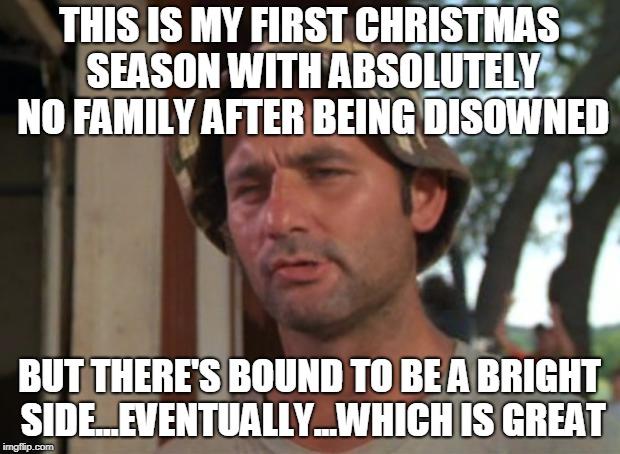 THIS IS MY FIRST CHRISTMAS
SEASON WITH ABSOLUTELY
NO FAMILY AFTER BEING DISOWNED
BUT THERE'S BOUND TO BE A BRIGHT
SIDE...EVENTUALLY...WHICH IS GREAT
imgflip.com